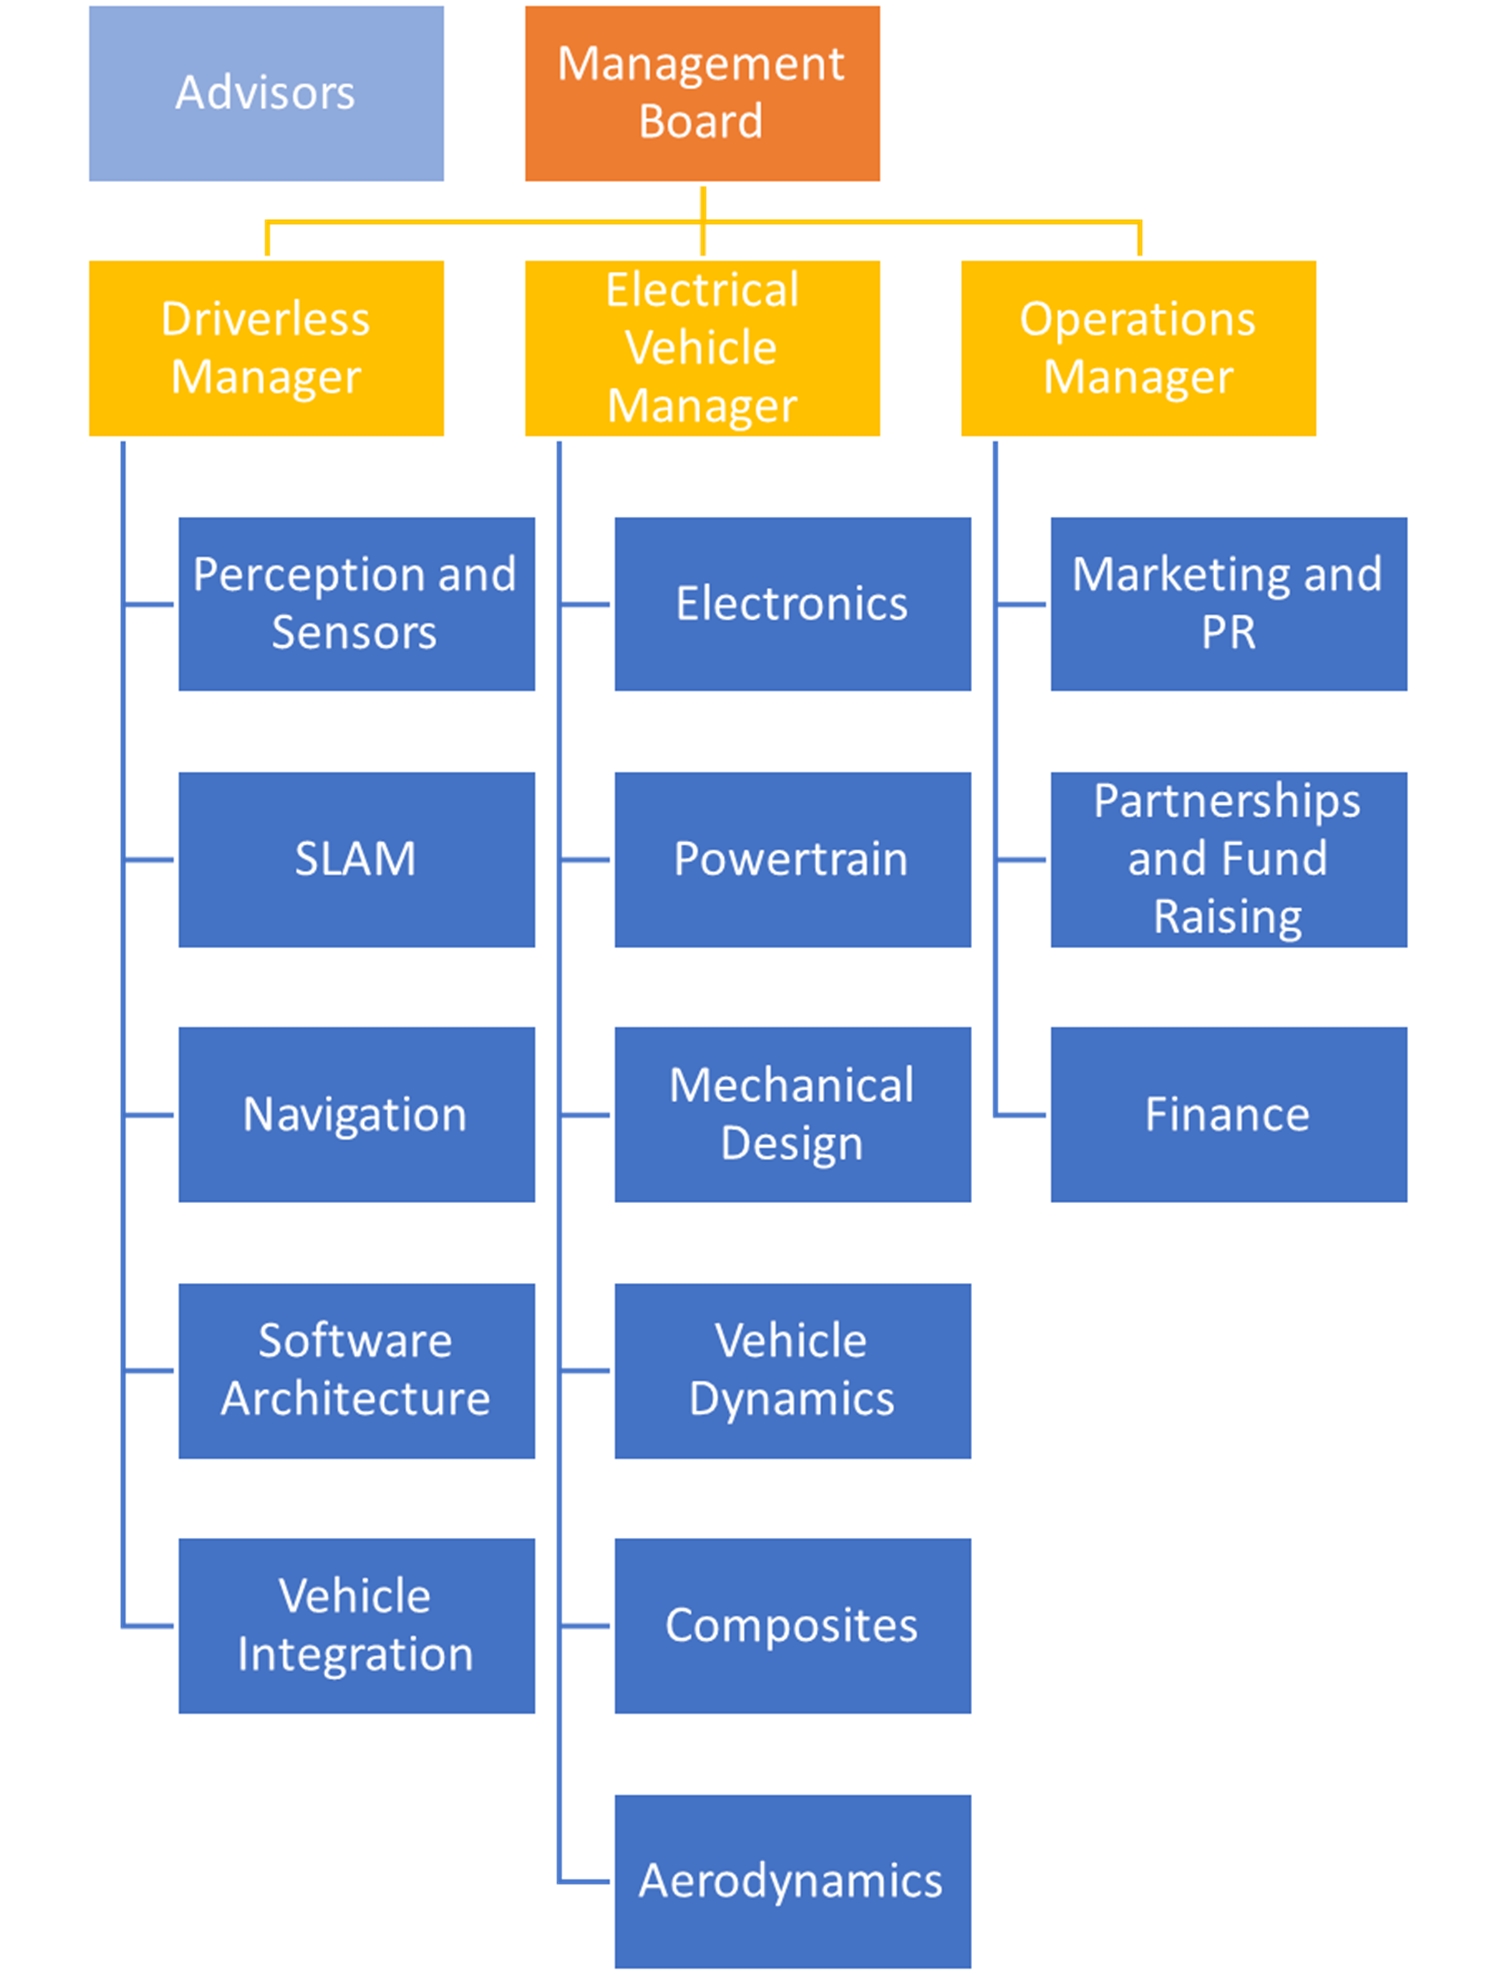 Advisors
Management
Board
Driverless
Manager
Electrical
Vehicle
Manager
Operations
Manager
Perception and
Sensors
SLAM
Navigation
Software
Architecture
Vehicle
Integration
Electronics
Powertrain
Mechanical
Design
Vehicle
Dynamics
Composites
Aerodynamics
Marketing and
PR
Partnerships
and Fund
Raising
Finance